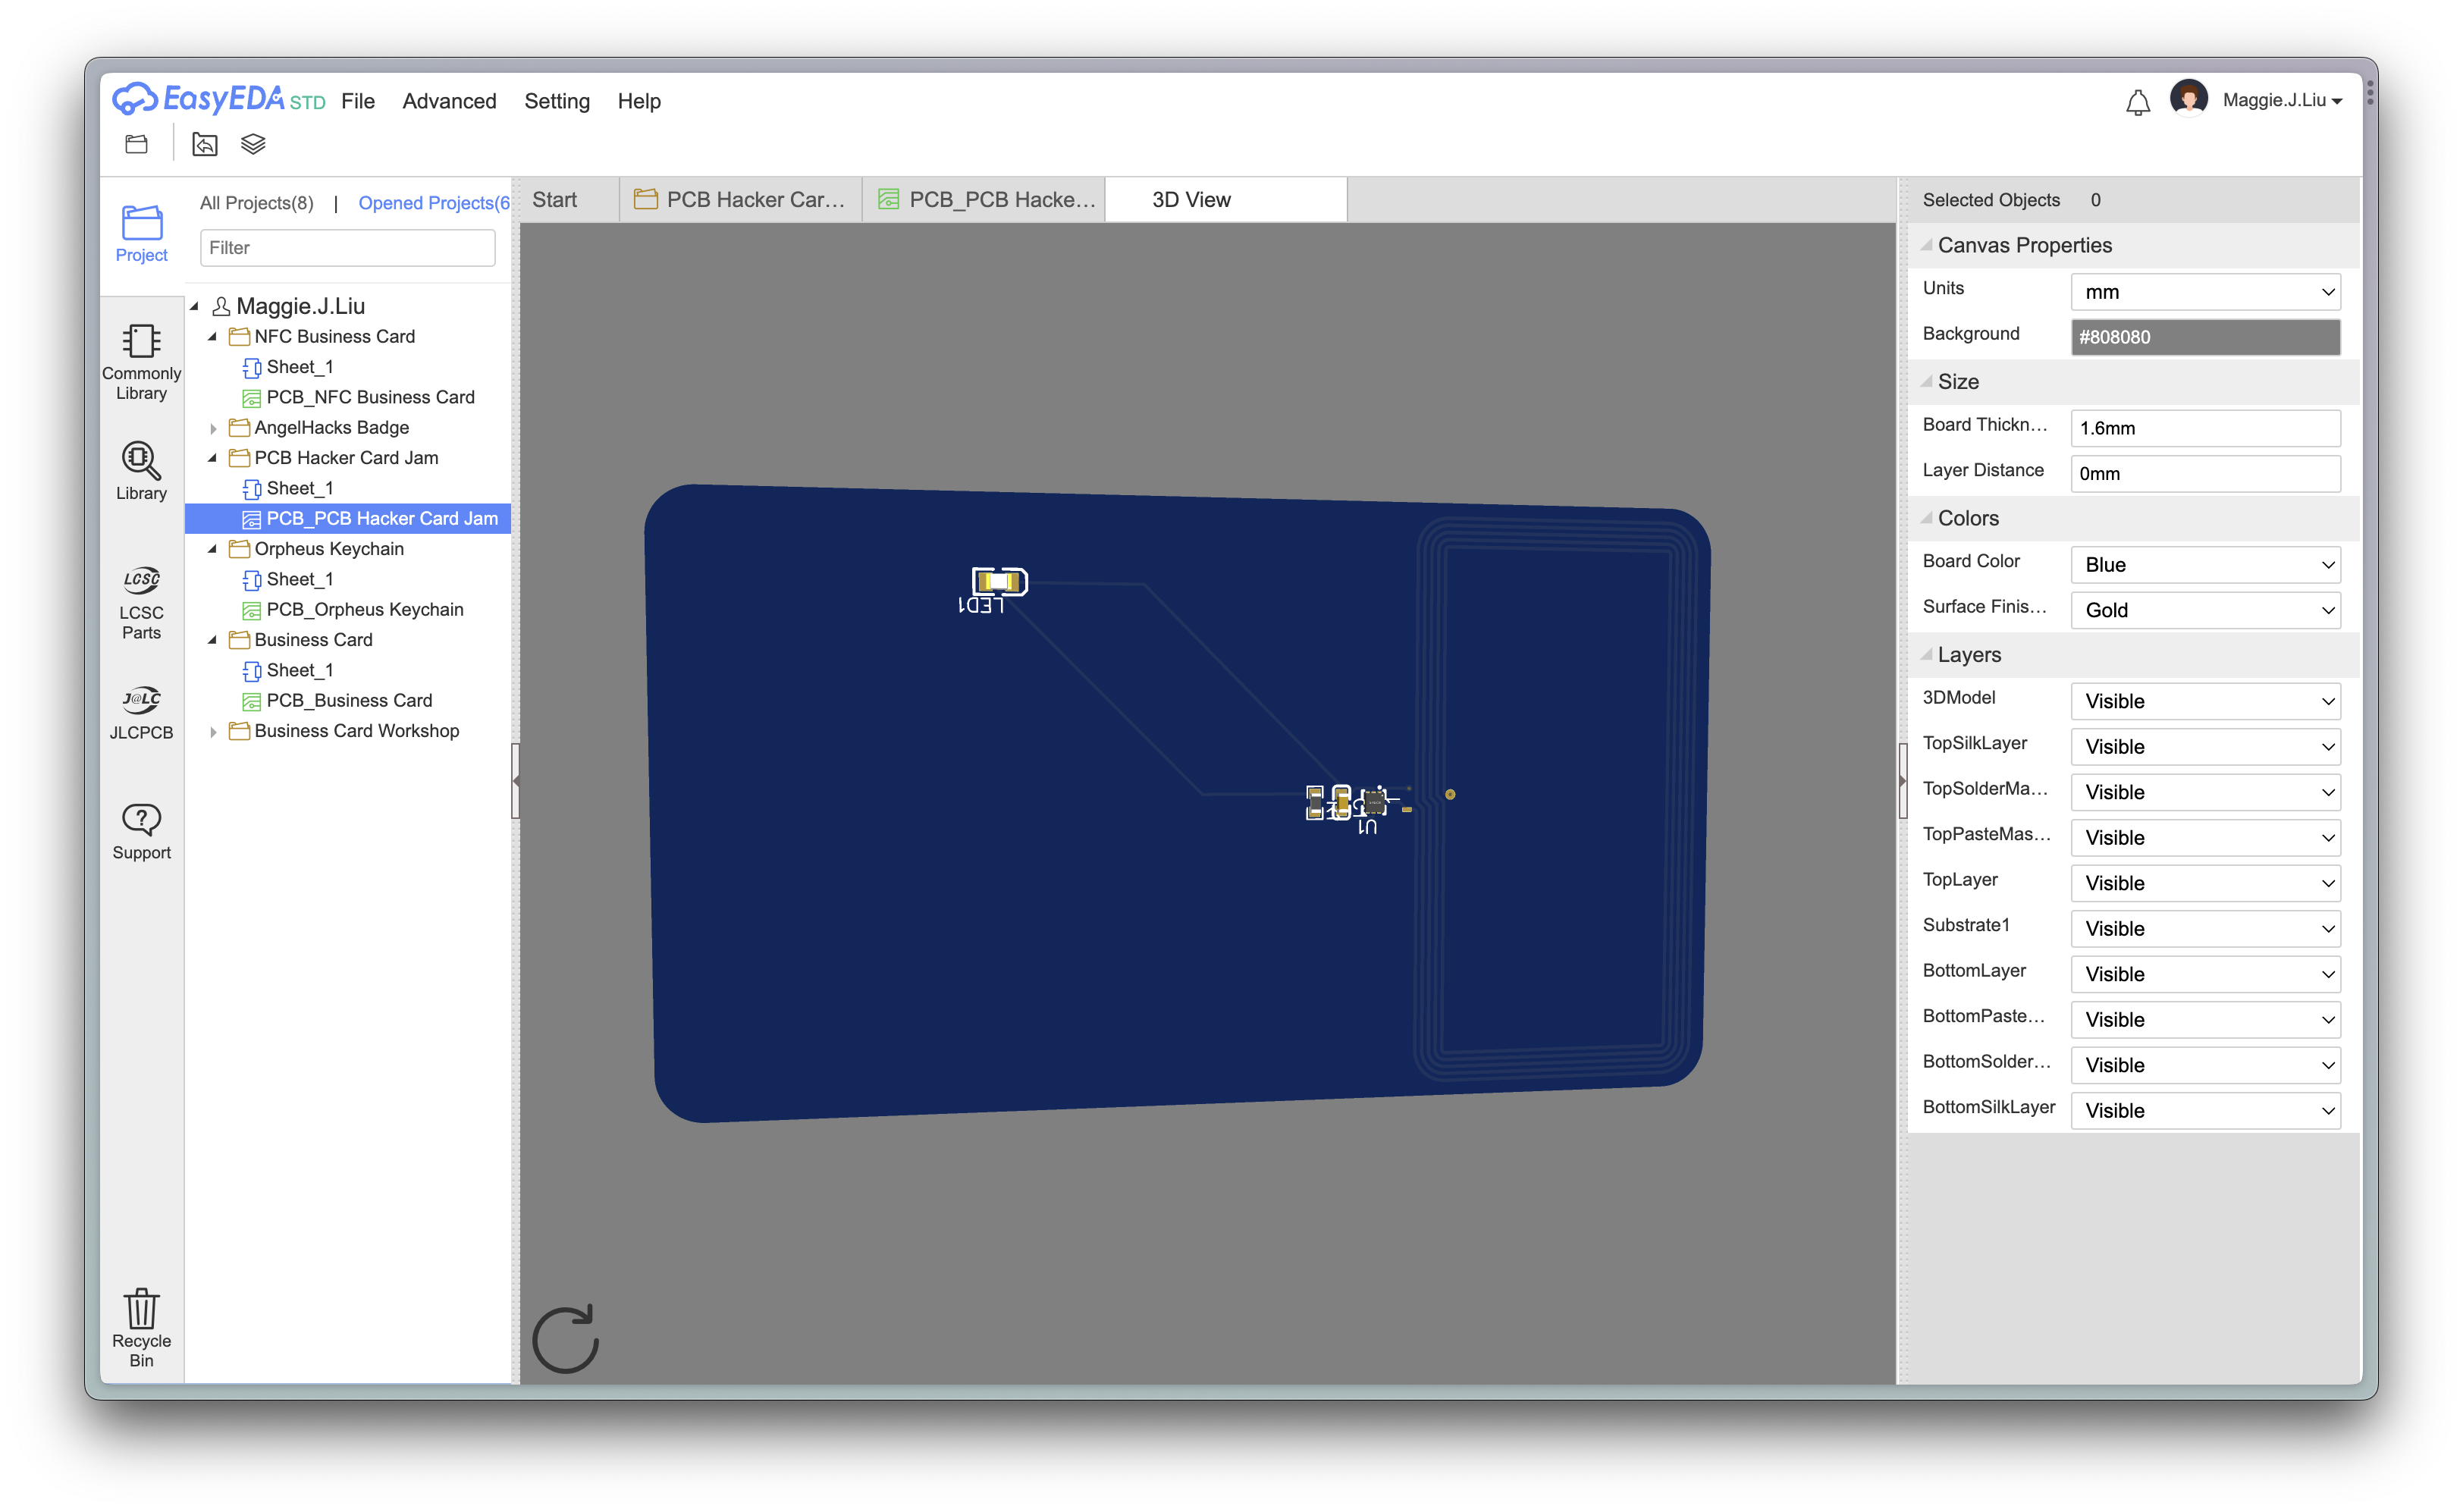 EasyEDA STD File Advanced Setting Help
Maggie.J.Liu
Project
Commonly
Library
Library
LCSC
LCSC
Parts
J@LC
JLCPCB
Support
Recycle
Bin
All Projects(8) | Opened Projects(6
Filter
Maggie.J.Liu
NFC Business Card
Sheet_1
PCB_NFC Business Card
AngelHacks Badge
PCB Hacker Card Jam
Sheet_1
PCB_PCB Hacker Card Jam
Orpheus Keychain
Sheet_1
PCB_Orpheus Keychain
Business Card
Sheet_1
PCB_Business Card
Business Card Workshop
Start
PCB Hacker Car...
PCB_PCB Hacke...
3D View
LED1
U1
Selected Objects 0
Canvas Properties
Units mm
Background #808080
Size
Board Thickn... 1.6mm
Layer Distance 0mm
Colors
Board Color Blue
Surface Finis... Gold
Layers
3DModel Visible
TopSilkLayer Visible
TopSolderMa... Visible
TopPasteMas... Visible
TopLayer Visible
Substrate1 Visible
BottomLayer Visible
BottomPaste... Visible
BottomSolder... Visible
BottomSilkLayer Visible